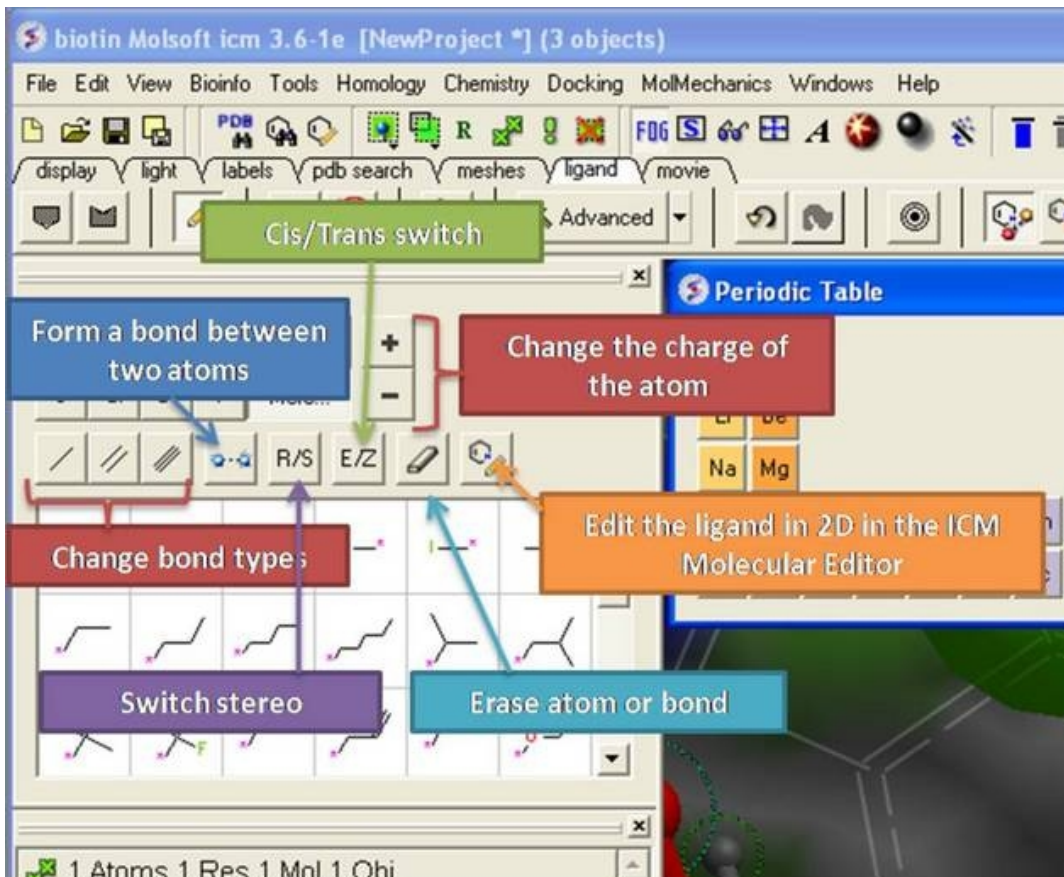 biotin Molsoft icm 3.6-1e [NewProject *] (3 objects)
File Edit View Bioinfo Tools Homology Chemistry Docking MolMechanics Windows Help
PDB R FOG S A
display light labels pdb search meshes ligand movie
Advanced
Cis/Trans switch
Periodic Table
Form a bond between
two atoms
+
Change the charge of
the atom
−
R/S E/Z
Na Mg
Change bond types
I
Edit the ligand in 2D in the ICM
Molecular Editor
Switch stereo
Erase atom or bond
F
1 Atoms 1 Res 1 Mol 1 Obj